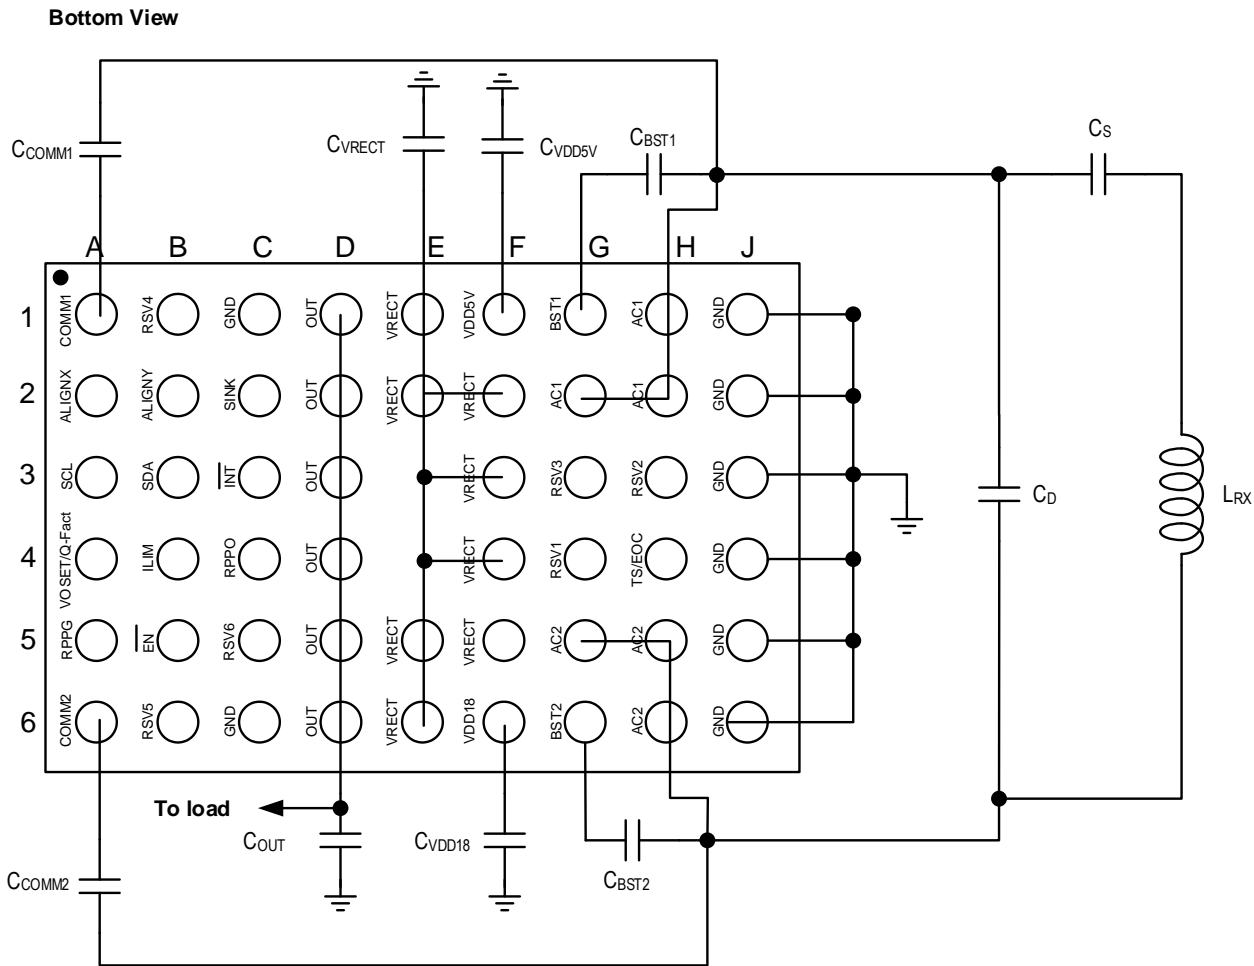 Bottom View
CCOMM1
CVRECT
CVDD5V
CBST1
CS
A B C D E F G H J
1 COMM1 RSV4 GND OUT VRECT VDD5V BST1 AC1 GND
2 ALIGNX ALIGNY SINK OUT VRECT VRECT AC1 AC1 GND
3 SCL SDA INT OUT VRECT RSV3 RSV2 GND
CD
LRX
4 VOSET/Q-Fact ILIM RPPO OUT VRECT RSV1 TS/EOC GND
5 RPPG EN RSV6 OUT VRECT VRECT AC2 AC2 GND
6 COMM2 RSV5 GND OUT VRECT VDD18 BST2 AC2 GND
To load
COUT
CVDD18
CBST2
CCOMM2